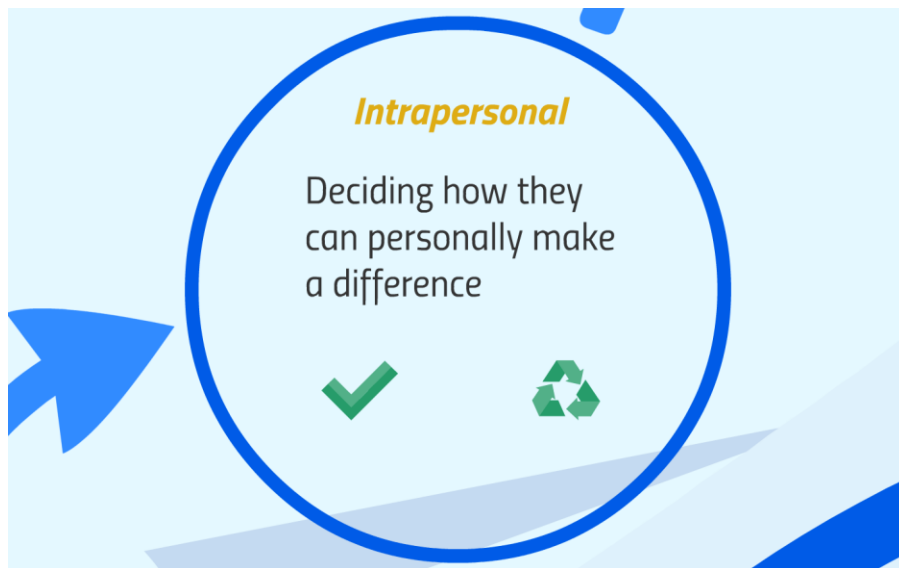 Intrapersonal
Deciding how they
can personally make
a difference